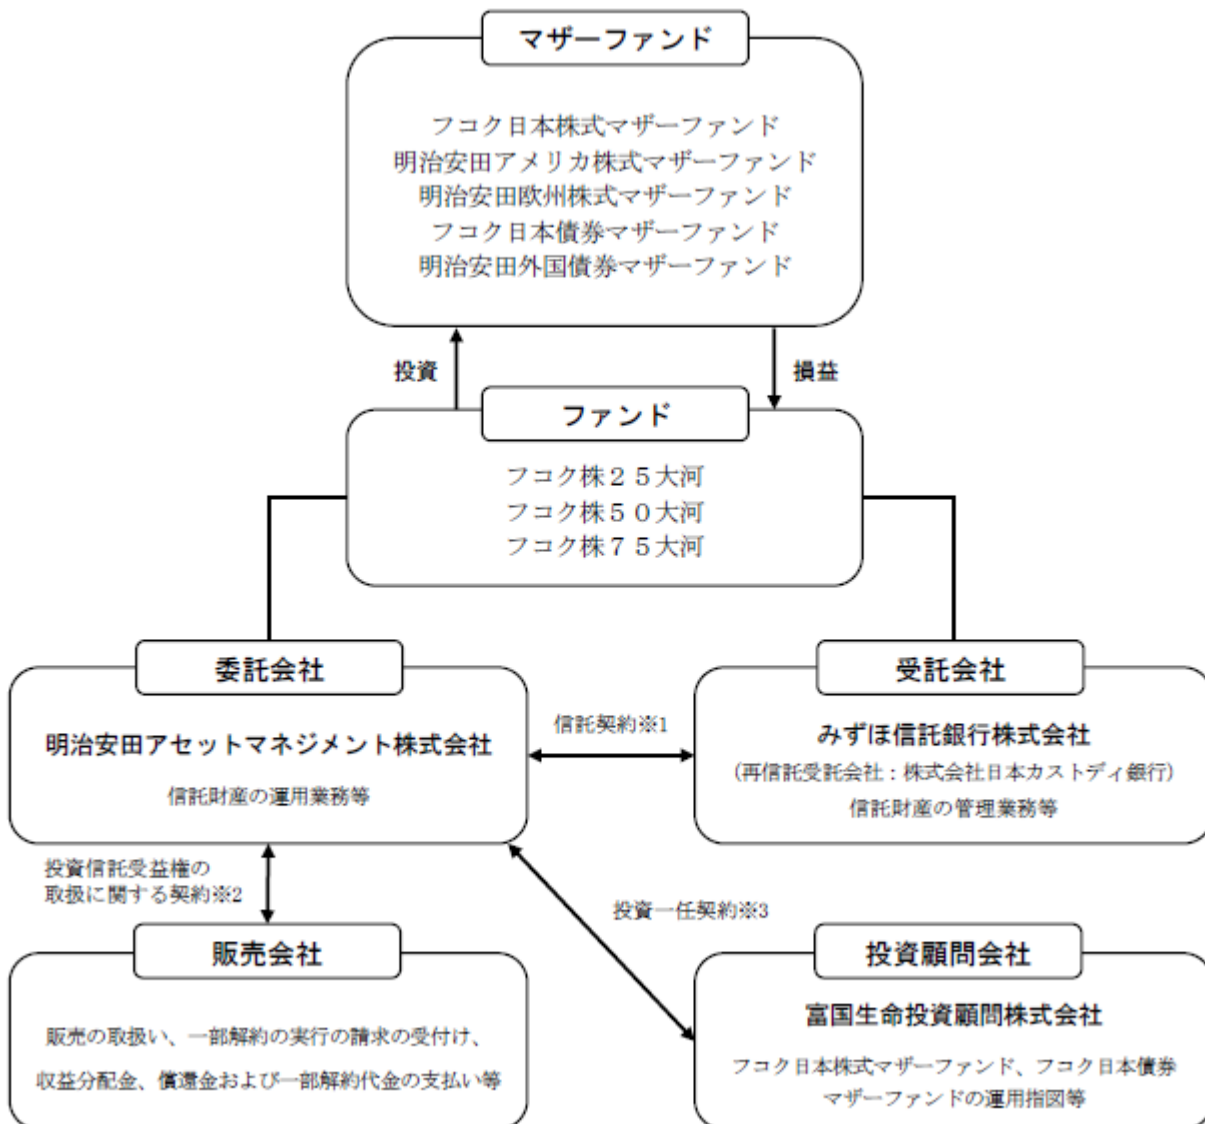 マザーファンド
フコク日本株式マザーファンド
明治安田アメリカ株式マザーファンド
明治安田欧州株式マザーファンド
フコク日本債券マザーファンド
明治安田外国債券マザーファンド
投資
損益
ファンド
フコク株２５大河
フコク株５０大河
フコク株７５大河
委託会社
明治安田アセットマネジメント株式会社
信託財産の運用業務等
信託契約※1
受託会社
みずほ信託銀行株式会社
(再信託受託会社：株式会社日本カストディ銀行)
信託財産の管理業務等
投資信託受益権の
取扱に関する契約※2
投資一任契約※3
販売会社
販売の取扱い、一部解約の実行の請求の受付け、
収益分配金、償還金および一部解約代金の支払い等
投資顧問会社
富国生命投資顧問株式会社
フコク日本株式マザーファンド、フコク日本債券
マザーファンドの運用指図等